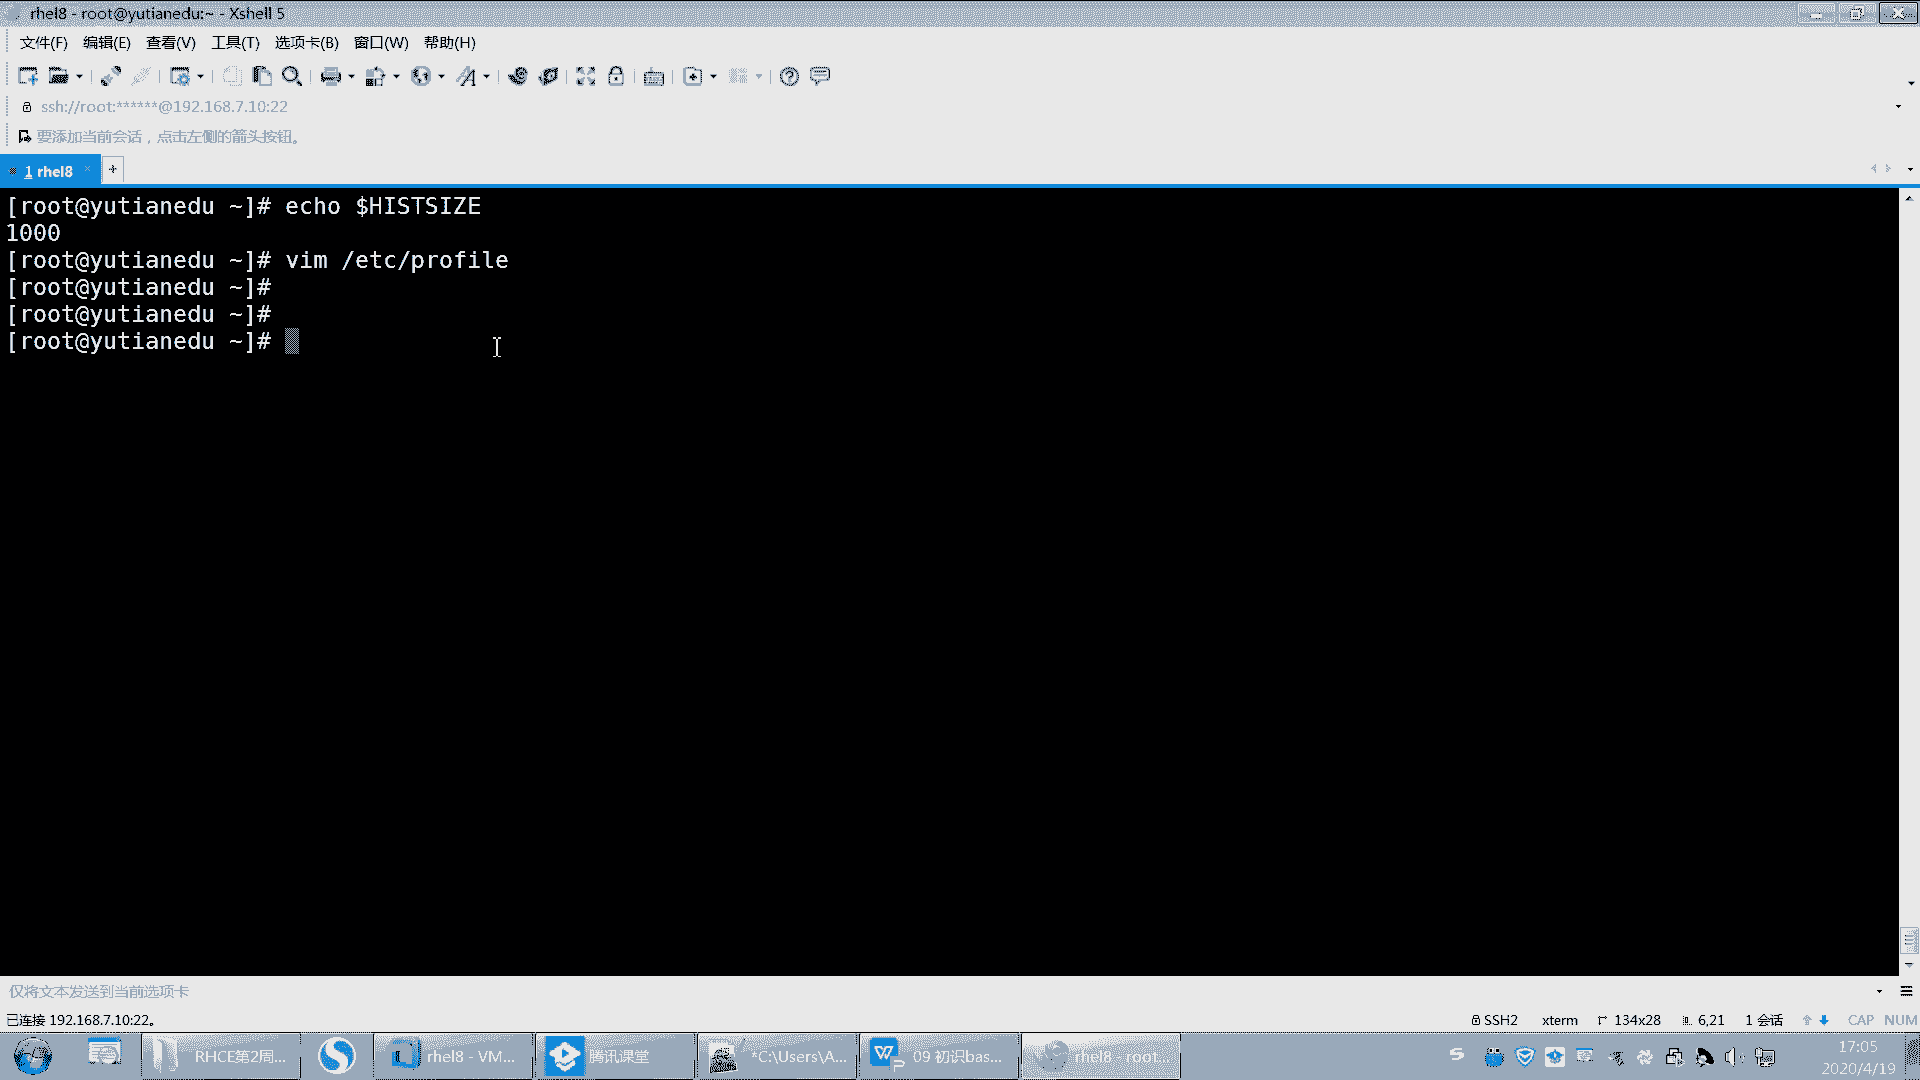 rhel8 - root@yutianedu:~ - Xshell 5
文件(F) 编辑(E) 查看(V) 工具(T) 选项卡(B) 窗口(W) 帮助(H)
ssh://root:******@192.168.7.10:22
要添加当前会话，点击左侧的箭头按钮。
1 rhel8
[root@yutianedu ~]# echo $HISTSIZE
1000
[root@yutianedu ~]# vim /etc/profile
[root@yutianedu ~]#
[root@yutianedu ~]#
[root@yutianedu ~]#
仅将文本发送到当前选项卡
已连接 192.168.7.10:22。 SSH2 xterm 134x28 6,21 1 会话 CAP NUM
RHCE第2周... rhel8 - VM... 腾讯课堂 *C:\Users\A... 09 初识bas... rhel8 - root... 17:05
2020/4/19